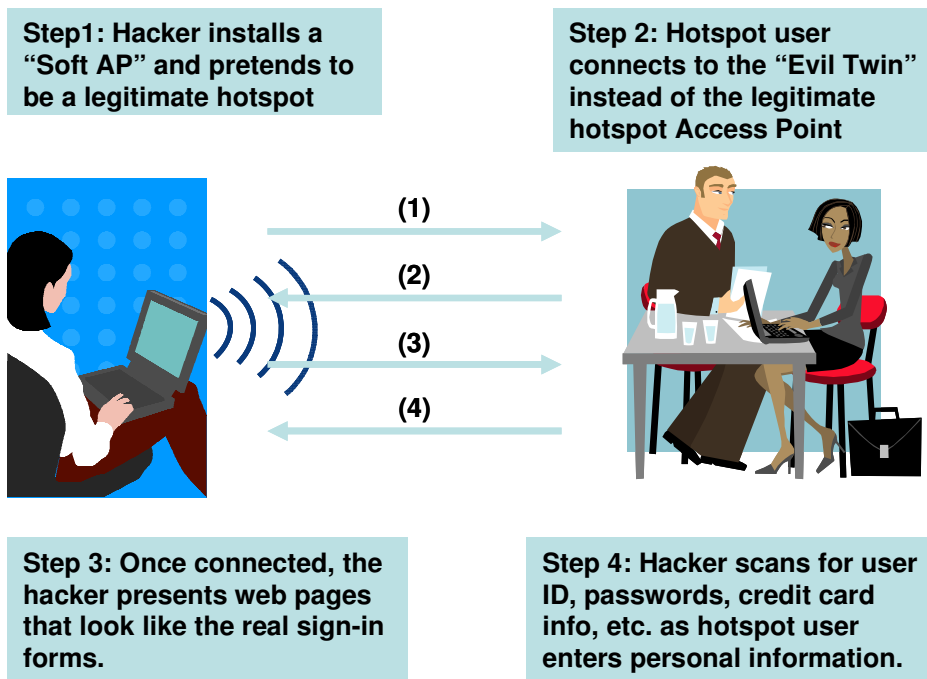 Step1: Hacker installs a
“Soft AP” and pretends to
be a legitimate hotspot
Step 2: Hotspot user
connects to the “Evil Twin”
instead of the legitimate
hotspot Access Point
(1)
(2)
(3)
(4)
Step 3: Once connected, the
hacker presents web pages
that look like the real sign-in
forms.
Step 4: Hacker scans for user
ID, passwords, credit card
info, etc. as hotspot user
enters personal information.